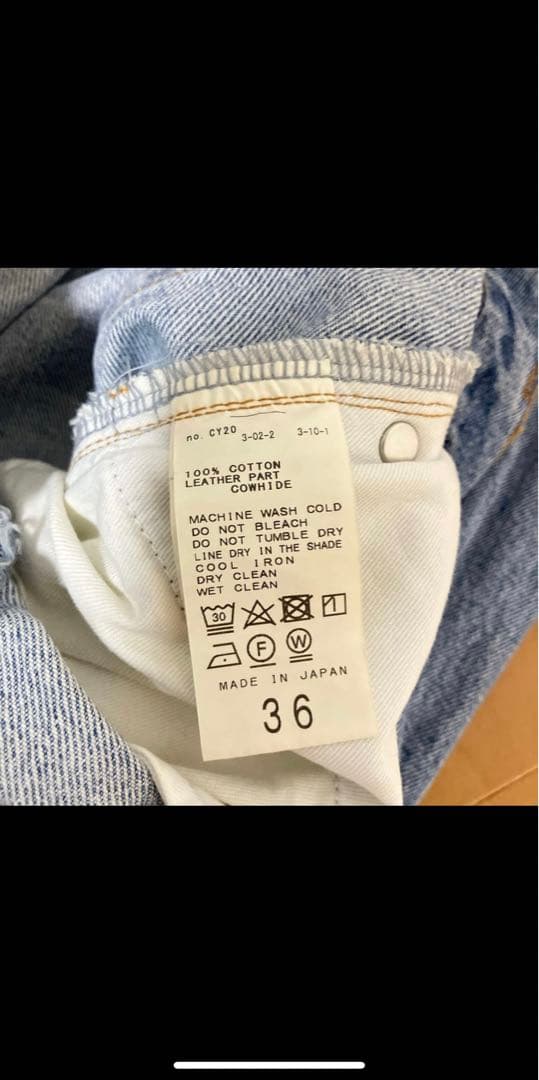 no. CY20 3-02-2 3-10-1
100% COTTON
LEATHER PART
COWHIDE
MACHINE WASH COLD
DO NOT BLEACH
DO NOT TUMBLE DRY
LINE DRY IN THE SHADE
COOL IRON
DRY CLEAN
WET CLEAN
30
F W
MADE IN JAPAN
36